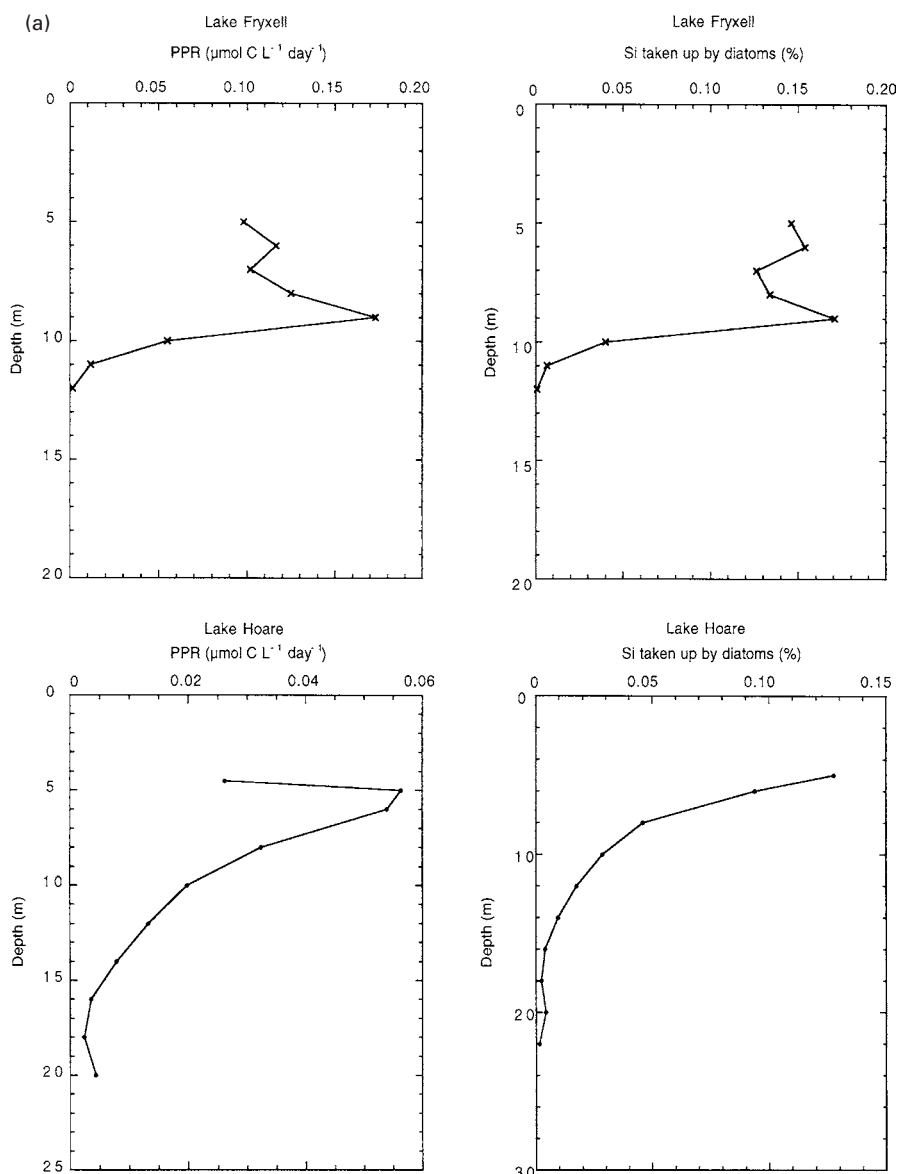 (a)
Lake Fryxell
PPR (µmol C L⁻¹ day⁻¹)
0 0.05 0.10 0.15 0.20
0
5
10
15
20
Depth (m)
Lake Fryxell
Si taken up by diatoms (%)
0 0.05 0.10 0.15 0.20
0
5
10
15
20
Depth (m)
Lake Hoare
PPR (µmol C L⁻¹ day⁻¹)
0 0.02 0.04 0.06
0
5
10
15
20
25
Depth (m)
Lake Hoare
Si taken up by diatoms (%)
0 0.05 0.10 0.15
0
10
20
30
Depth (m)